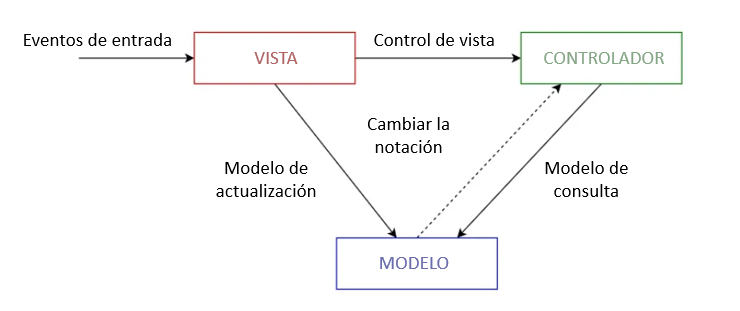 Eventos de entrada
VISTA
Control de vista
CONTROLADOR
Cambiar la
notación
Modelo de
actualización
Modelo de
consulta
MODELO